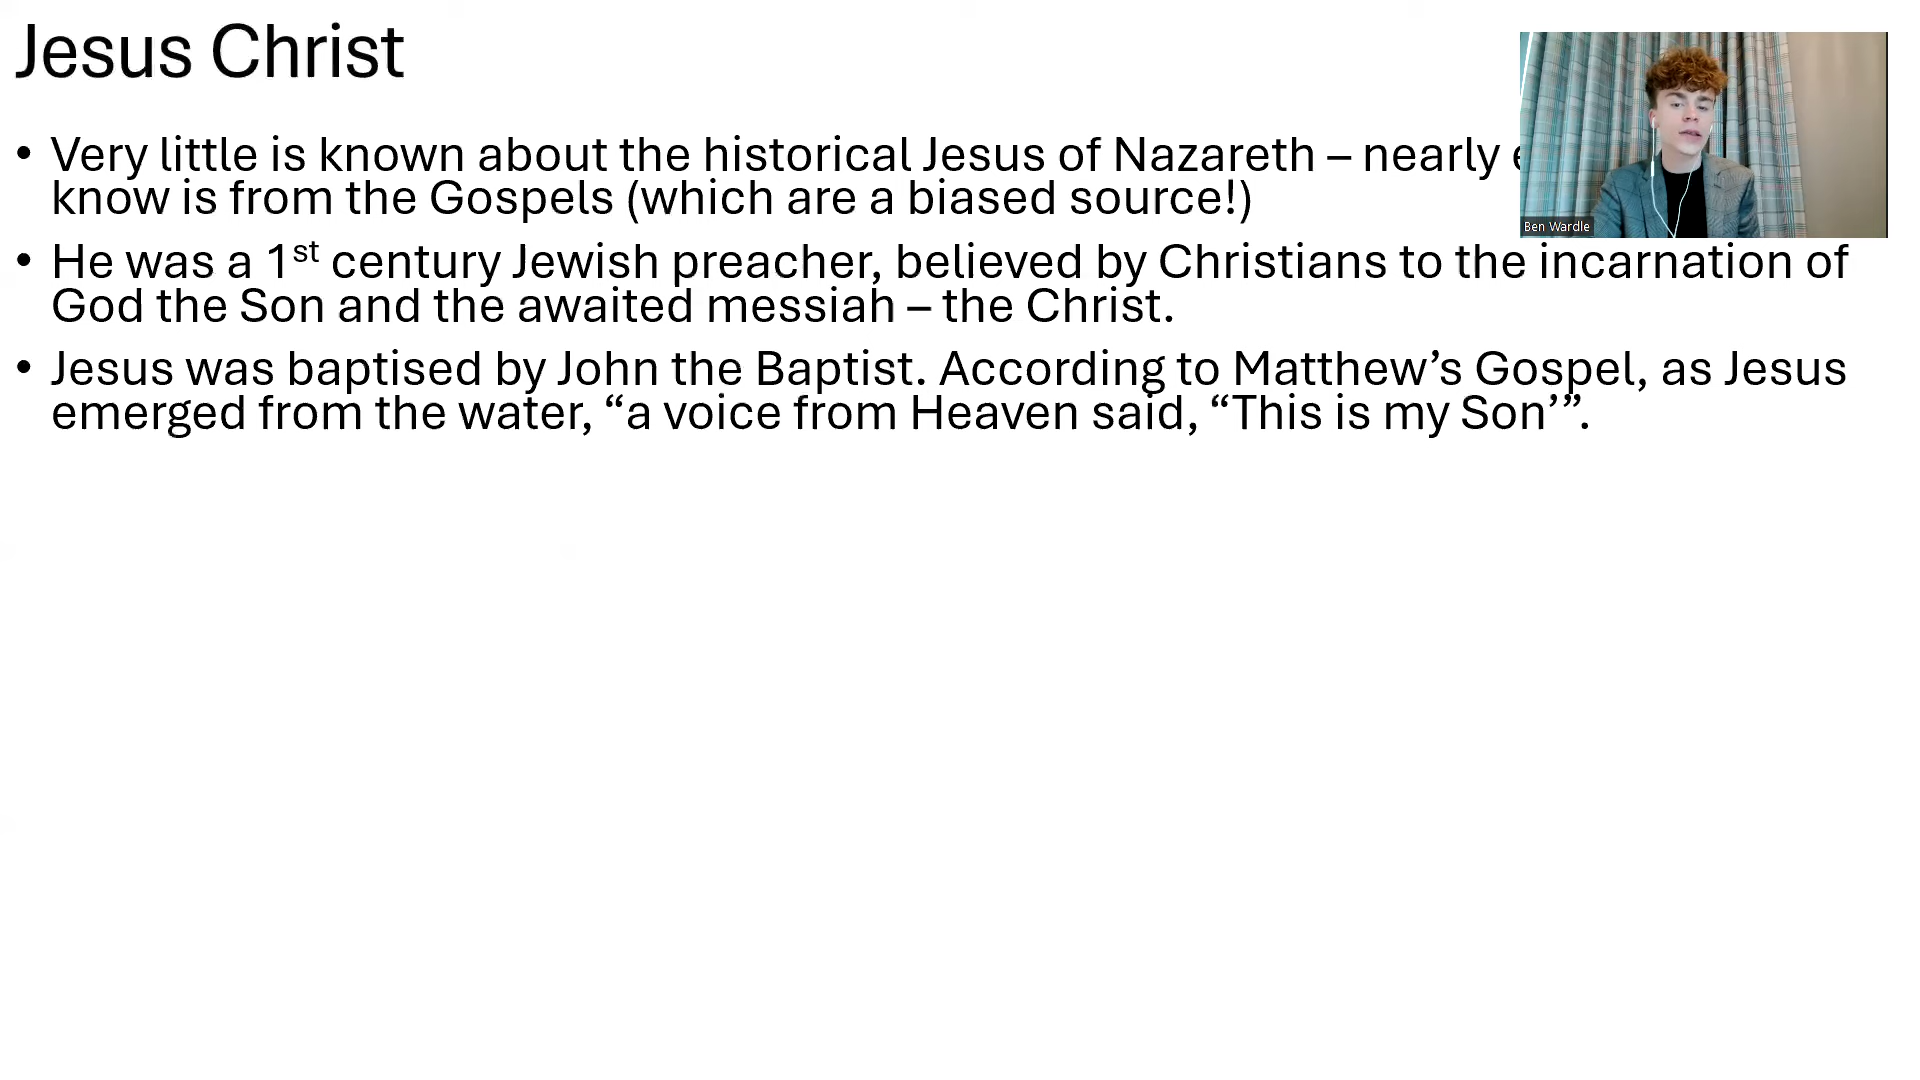 Jesus Christ
• Very little is known about the historical Jesus of Nazareth – nearly
know is from the Gospels (which are a biased source!)
Ben Wardle
• He was a 1st century Jewish preacher, believed by Christians to the incarnation of
God the Son and the awaited messiah – the Christ.
• Jesus was baptised by John the Baptist. According to Matthew’s Gospel, as Jesus
emerged from the water, “a voice from Heaven said, “This is my Son’”.